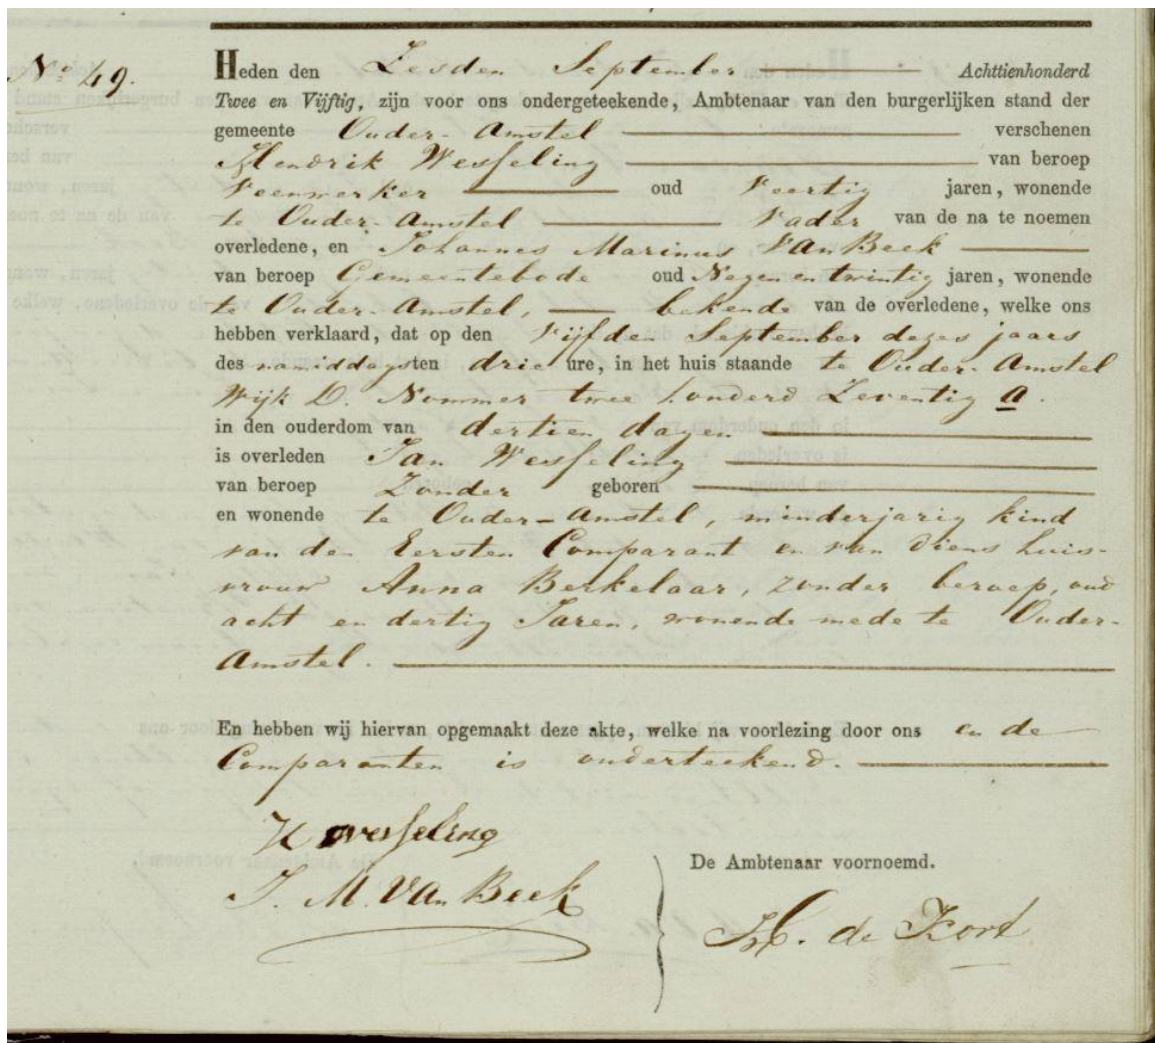 No 49.
Heden den Zesden September Achttienhonderd
Twee en Vijftig, zijn voor ons ondergeteekende, Ambtenaar van den burgerlijken stand der
gemeente Ouder-Amstel verschenen
Hendrik Wesseling van beroep
Veenwerker oud Veertig jaren, wonende
te Ouder-Amstel Vader van de na te noemen
overledene, en Johannes Marinus Van Beek
van beroep Gemeentebode oud Negenentwintig jaren, wonende
te Ouder-Amstel, bekende van de overledene, welke ons
hebben verklaard, dat op den Vijfden September dezes jaars
des namiddagsten drie ure, in het huis staande te Ouder-Amstel
Wijk D. Nommer twee honderd Zeventig a.
in den ouderdom van dertien dagen
is overleden Jan Wesseling
van beroep Zonder geboren
en wonende te Ouder-Amstel, minderjarig kind
van den Eersten Comparant en van diens huis-
vrouw Anna Berkelaar, zonder beroep, oud
acht en dertig Jaren, wonende mede te Ouder-
Amstel.
En hebben wij hiervan opgemaakt deze akte, welke na voorlezing door ons en de
Comparanten is onderteekend.
H Wesseling
J. M. Van Beek
De Ambtenaar voornoemd.
de Kort